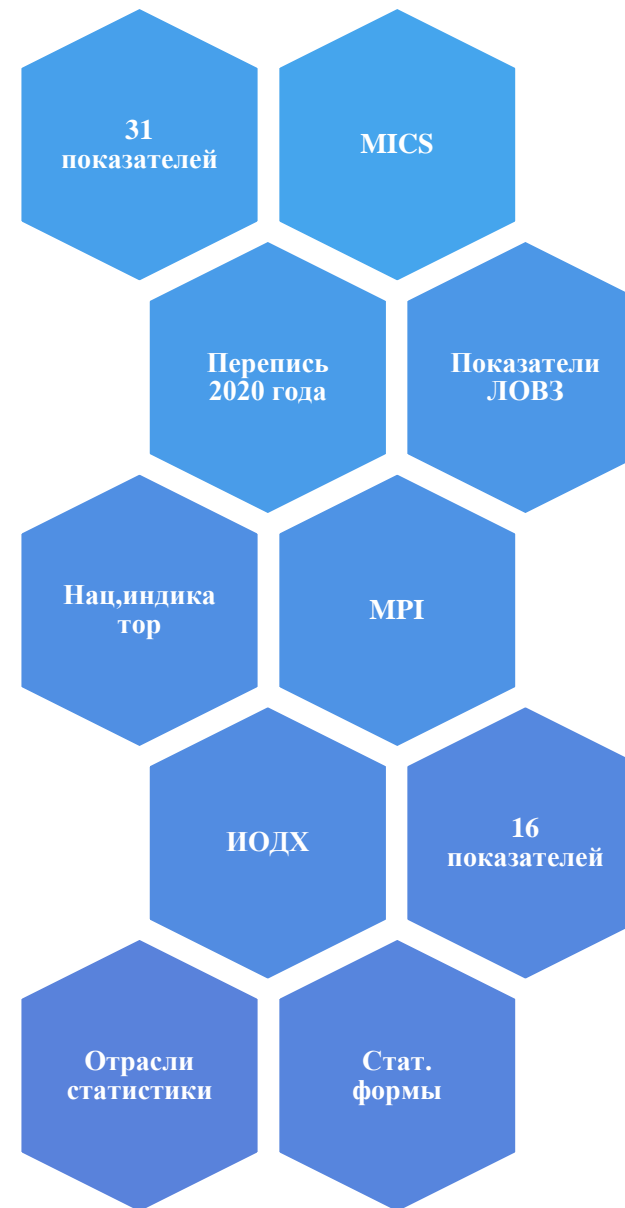 31
показателей
MICS
Перепись
2020 года
Показатели
ЛОВЗ
Нац,индика
тор
MPI
ИОДХ
16
показателей
Отрасли
статистики
Стат.
формы